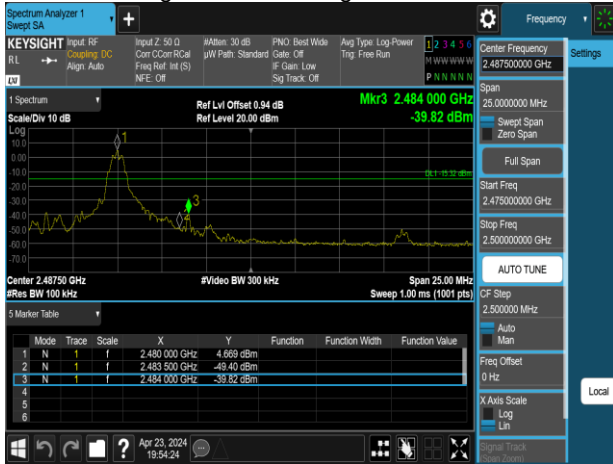 Spectrum Analyzer 1
Swept SA
+
Frequency
KEYSIGHT
RL
Input: RF
Coupling: DC
Align: Auto
Input Z: 50 Ω
Corr CCorr RCal
Freq Ref: Int (S)
NFE: Off
#Atten: 30 dB
µW Path: Standard
PNO: Best Wide
Gate: Off
IF Gain: Low
Sig Track: Off
Avg Type: Log-Power
Trig: Free Run
1 2 3 4 5 6
M W W W W W
P N N N N N
LXI
1 Spectrum
Scale/Div 10 dB
Ref Lvl Offset 0.94 dB
Ref Level 20.00 dBm
Mkr3 2.484 000 GHz
-39.82 dBm
Log
10.0
0.00
-10.0
-20.0
-30.0
-40.0
-50.0
-60.0
-70.0
1
2
3
DL1 -15.32 dBm
Center 2.48750 GHz
#Res BW 100 kHz
#Video BW 300 kHz
Span 25.00 MHz
Sweep 1.00 ms (1001 pts)
5 Marker Table
Mode Trace Scale X Y Function Function Width Function Value
1 N 1 f 2.480 000 GHz 4.669 dBm
2 N 1 f 2.483 500 GHz -49.40 dBm
3 N 1 f 2.484 000 GHz -39.82 dBm
4
5
6
Apr 23, 2024
19:54:24
?
Center Frequency
2.487500000 GHz
Settings
Span
25.0000000 MHz
Swept Span
Zero Span
Full Span
Start Freq
2.475000000 GHz
Stop Freq
2.500000000 GHz
AUTO TUNE
CF Step
2.500000 MHz
Auto
Man
Freq Offset
0 Hz
Local
X Axis Scale
Log
Lin
Signal Track
(Span Zoom)